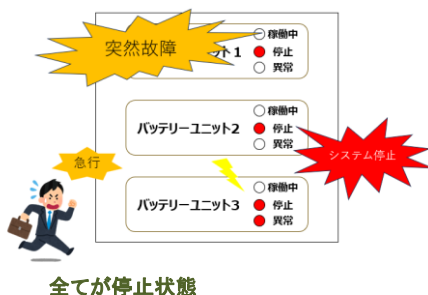 突然故障
ット1
稼働中
停止
異常
バッテリーユニット2
稼働中
停止
異常
システム停止
急行
バッテリーユニット3
稼働中
停止
異常
全てが停止状態